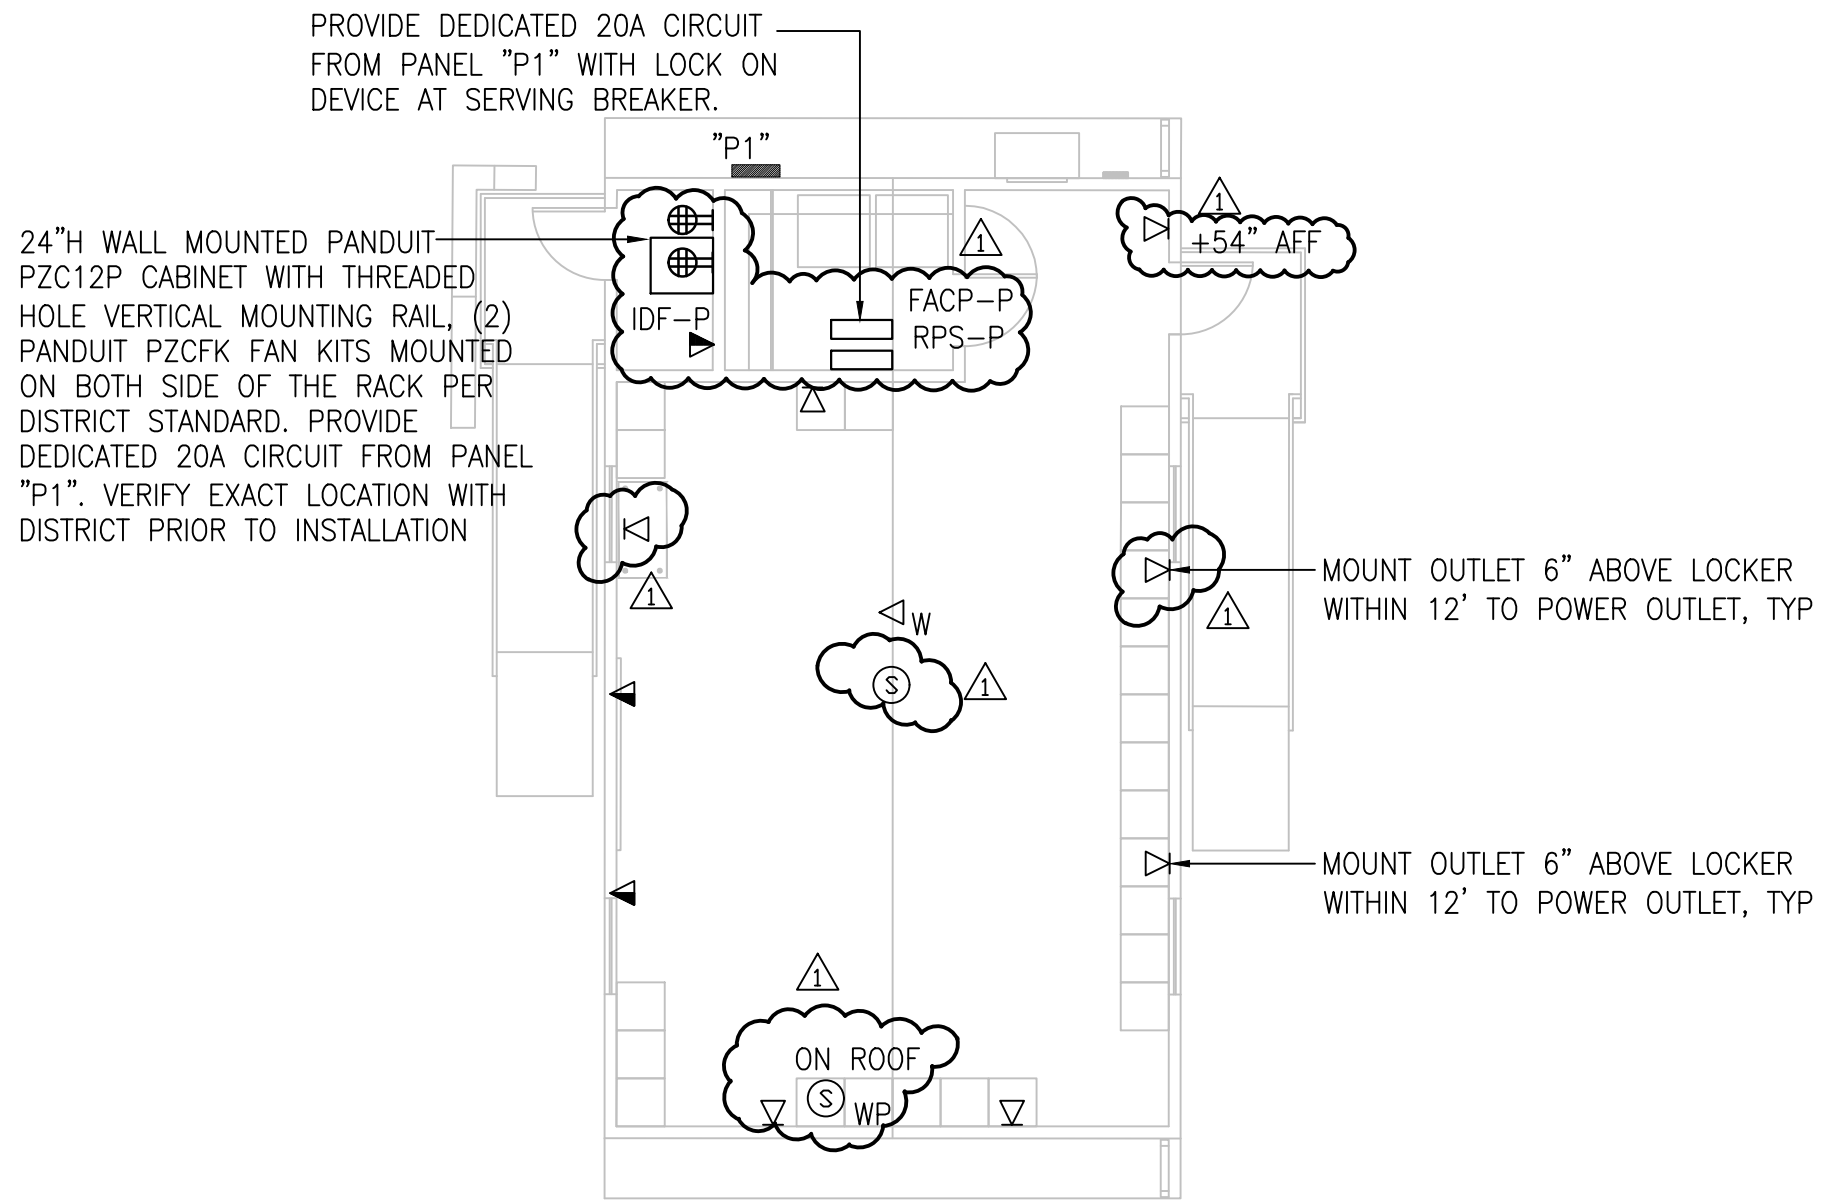 PROVIDE DEDICATED 20A CIRCUIT
FROM PANEL "P1" WITH LOCK ON
DEVICE AT SERVING BREAKER.
"P1"
1
+54" AFF
1
24"H WALL MOUNTED PANDUIT
PZC12P CABINET WITH THREADED
HOLE VERTICAL MOUNTING RAIL, (2)
PANDUIT PZCFK FAN KITS MOUNTED
ON BOTH SIDE OF THE RACK PER
DISTRICT STANDARD. PROVIDE
DEDICATED 20A CIRCUIT FROM PANEL
"P1". VERIFY EXACT LOCATION WITH
DISTRICT PRIOR TO INSTALLATION
IDF-P
FACP-P
RPS-P
1
MOUNT OUTLET 6" ABOVE LOCKER
WITHIN 12' TO POWER OUTLET, TYP
1
W
S
1
MOUNT OUTLET 6" ABOVE LOCKER
WITHIN 12' TO POWER OUTLET, TYP
1
ON ROOF
S WP